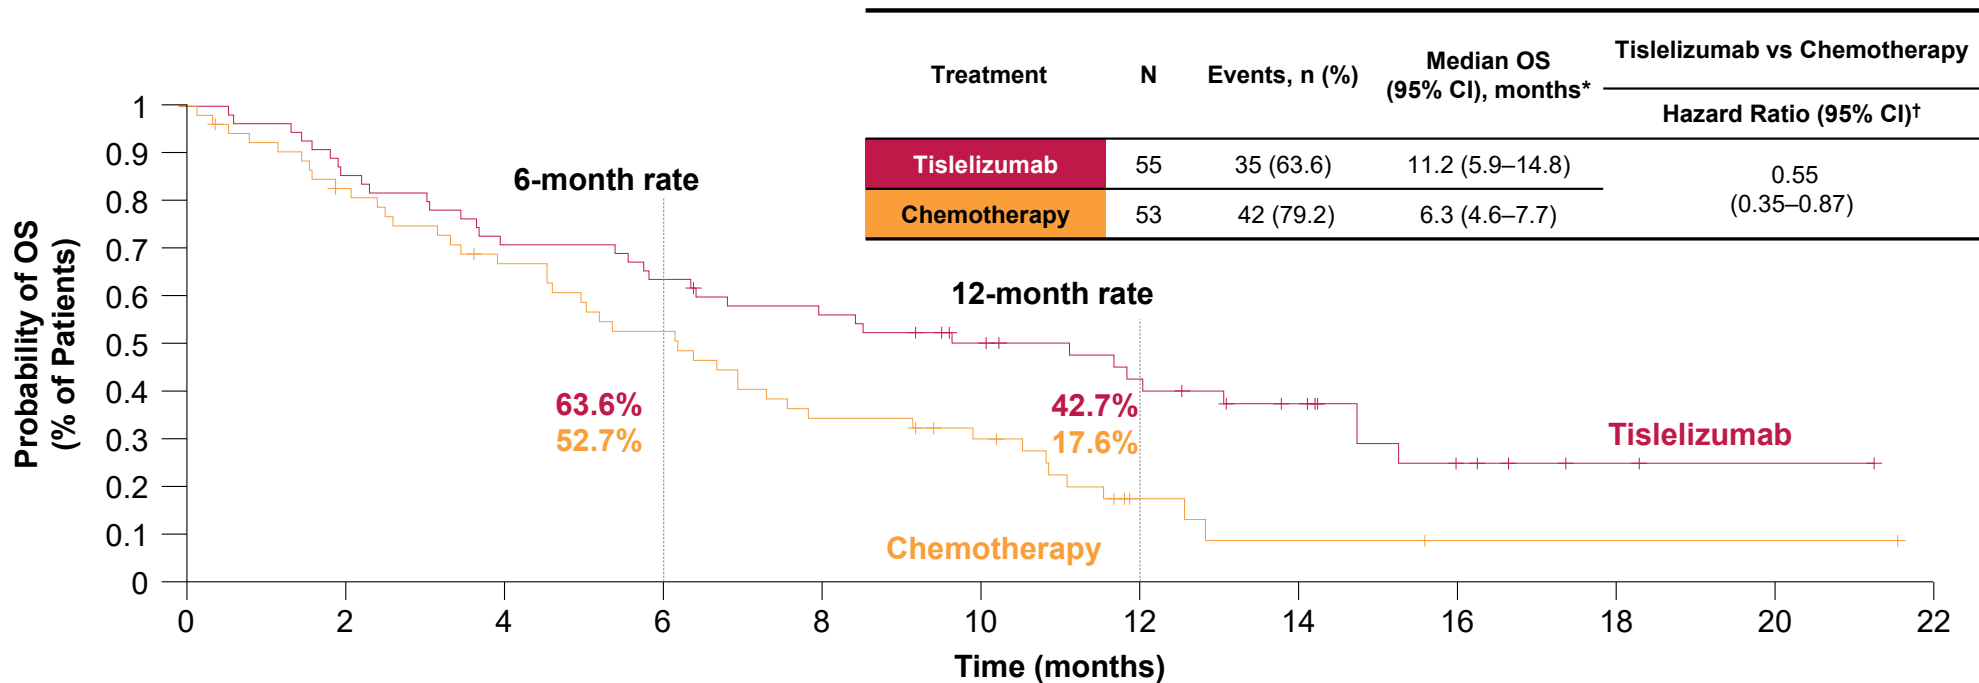 Treatment N Events, n (%) Median OS (95% CI), months* Tislelizumab vs Chemotherapy
Hazard Ratio (95% CI)†
Tislelizumab 55 35 (63.6) 11.2 (5.9–14.8) 0.55 (0.35–0.87)
Chemotherapy 53 42 (79.2) 6.3 (4.6–7.7)
Probability of OS
(% of Patients)
1
0.9
0.8
0.7
0.6
0.5
0.4
0.3
0.2
0.1
0
6-month rate
63.6%
52.7%
12-month rate
42.7%
17.6%
Tislelizumab
Chemotherapy
0 2 4 6 8 10 12 14 16 18 20 22
Time (months)